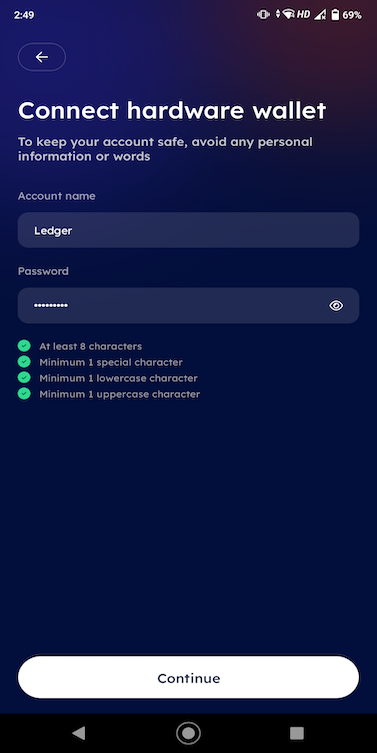 2:49
HD
69%
Connect hardware wallet
To keep your account safe, avoid any personal
information or words
Account name
Ledger
Password
•••••••••
At least 8 characters
Minimum 1 special character
Minimum 1 lowercase character
Minimum 1 uppercase character
Continue